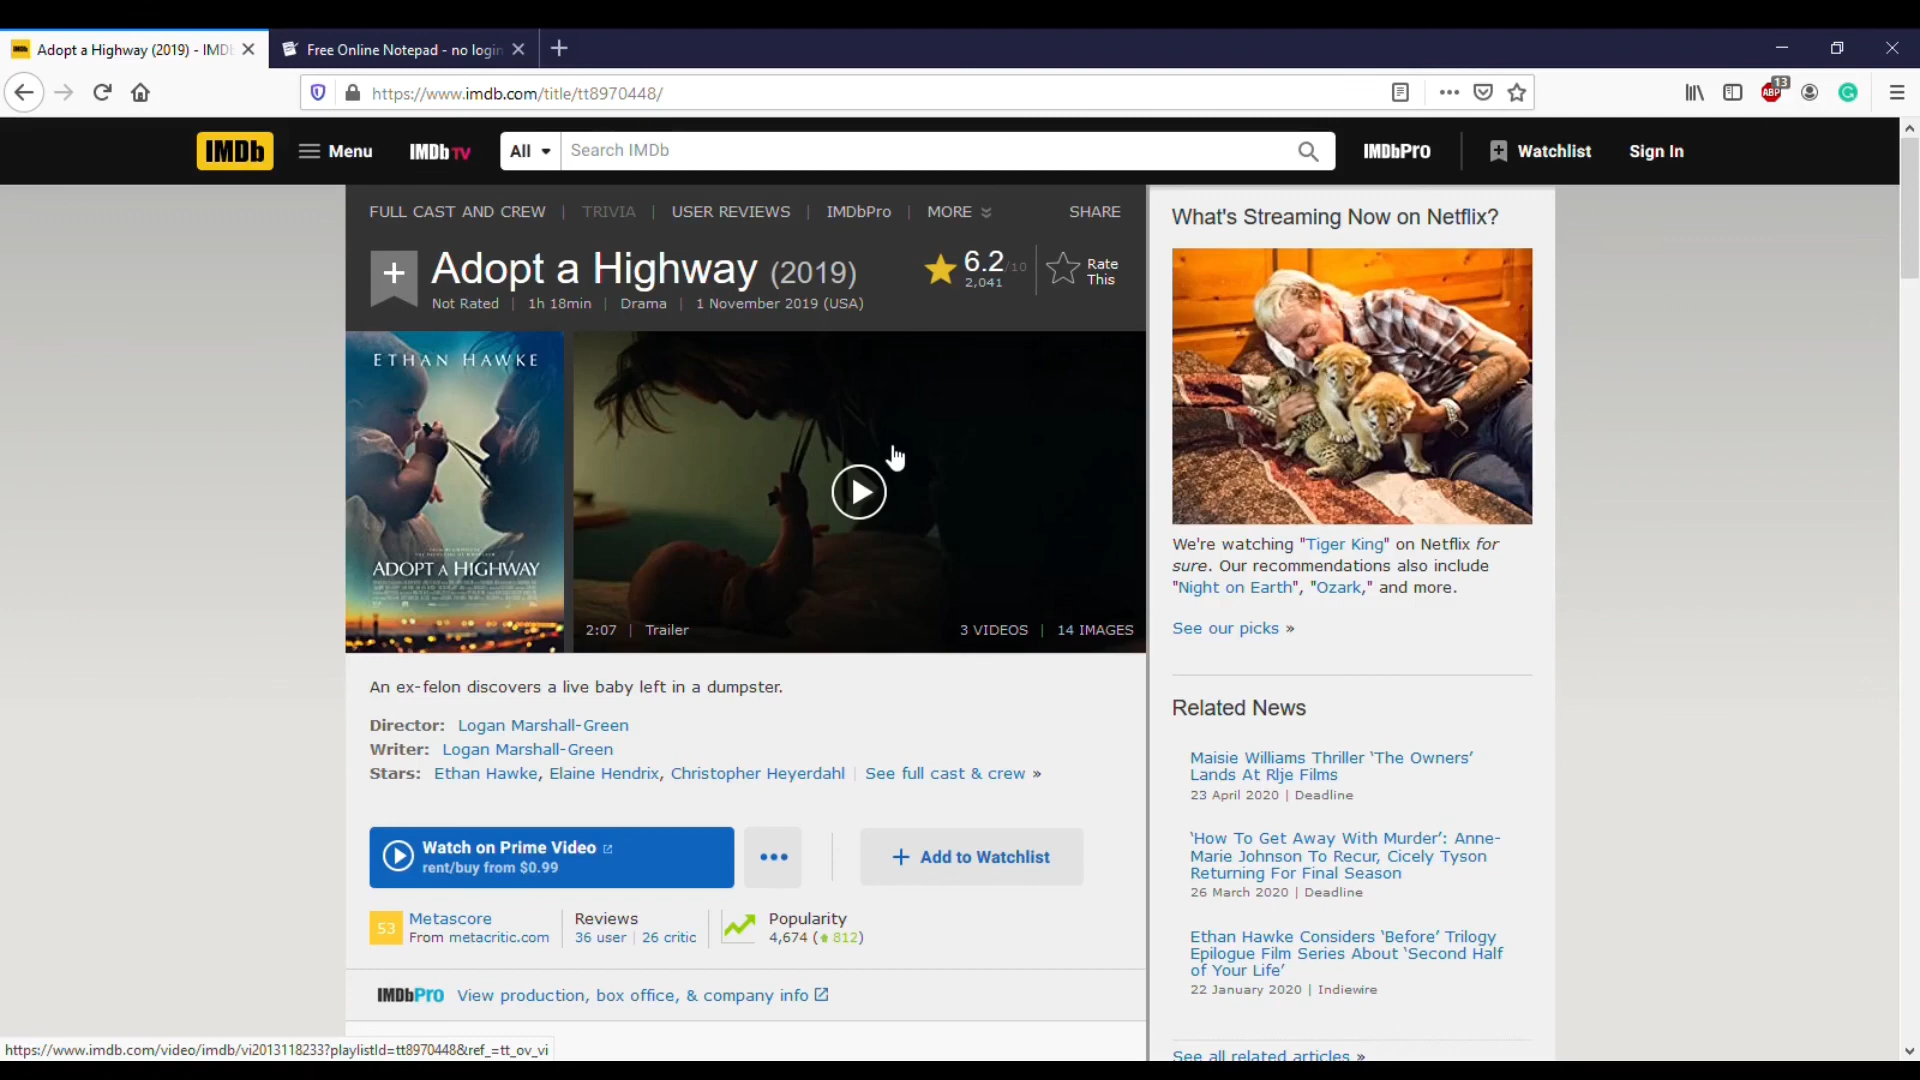 Adopt a Highway (2019) - IMD
Free Online Notepad - no login
https://www.imdb.com/title/tt8970448/
ABP
13
IMDb
Menu
IMDb TV
All
Search IMDb
IMDbPro
Watchlist
Sign In
FULL CAST AND CREW | TRIVIA | USER REVIEWS | IMDbPro | MORE
SHARE
Adopt a Highway (2019)
6.2/10
2,041
Rate
This
Not Rated | 1h 18min | Drama | 1 November 2019 (USA)
ETHAN HAWKE
ADOPT A HIGHWAY
2:07 | Trailer
3 VIDEOS | 14 IMAGES
An ex-felon discovers a live baby left in a dumpster.
Director: Logan Marshall-Green
Writer: Logan Marshall-Green
Stars: Ethan Hawke, Elaine Hendrix, Christopher Heyerdahl | See full cast & crew »
Watch on Prime Video
rent/buy from $0.99
+ Add to Watchlist
53
Metascore
From metacritic.com
Reviews
36 user | 26 critic
Popularity
4,674 (812)
IMDbPro View production, box office, & company info
https://www.imdb.com/video/imdb/vi2013118233?playlistId=tt8970448&ref_=tt_ov_vi
What's Streaming Now on Netflix?
We're watching "Tiger King" on Netflix for
sure. Our recommendations also include
"Night on Earth", "Ozark," and more.
See our picks »
Related News
Maisie Williams Thriller ‘The Owners’
Lands At Rlje Films
23 April 2020 | Deadline
‘How To Get Away With Murder’: Anne-
Marie Johnson To Recur, Cicely Tyson
Returning For Final Season
26 March 2020 | Deadline
Ethan Hawke Considers ‘Before’ Trilogy
Epilogue Film Series About ‘Second Half
of Your Life’
22 January 2020 | Indiewire
See all related articles »